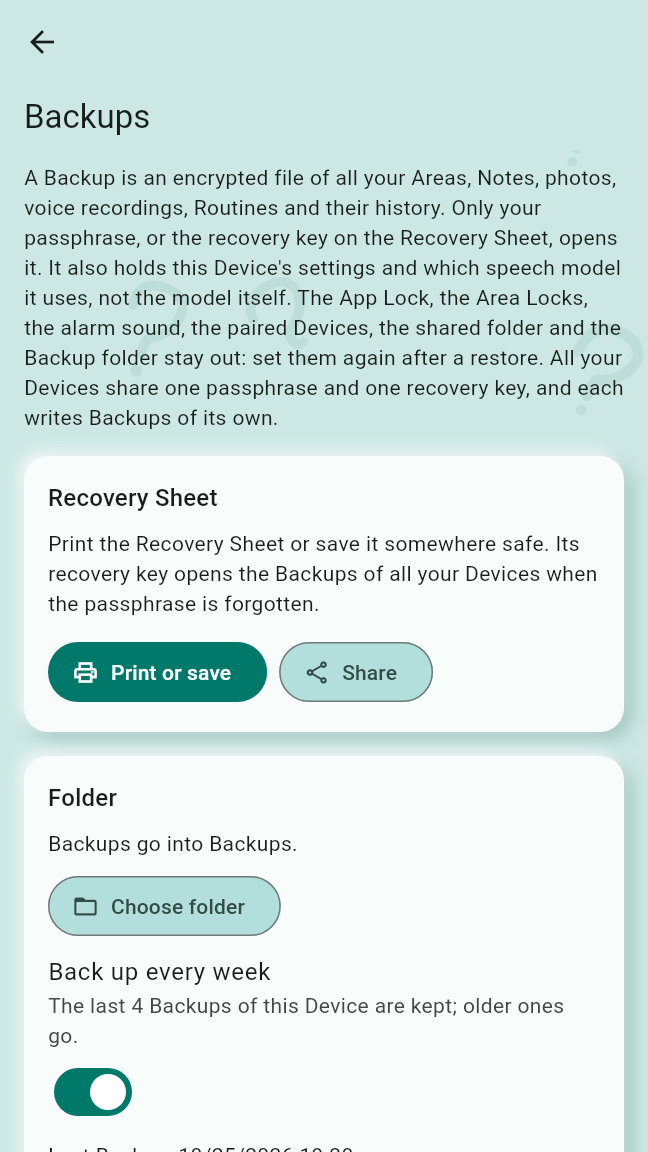 Backups
A Backup is an encrypted file of all your Areas, Notes, photos,
voice recordings, Routines and their history. Only your
passphrase, or the recovery key on the Recovery Sheet, opens
it. It also holds this Device's settings and which speech model
it uses, not the model itself. The App Lock, the Area Locks,
the alarm sound, the paired Devices, the shared folder and the
Backup folder stay out: set them again after a restore. All your
Devices share one passphrase and one recovery key, and each
writes Backups of its own.
Recovery Sheet
Print the Recovery Sheet or save it somewhere safe. Its
recovery key opens the Backups of all your Devices when
the passphrase is forgotten.
Print or save
Share
Folder
Backups go into Backups.
Choose folder
Back up every week
The last 4 Backups of this Device are kept; older ones
go.